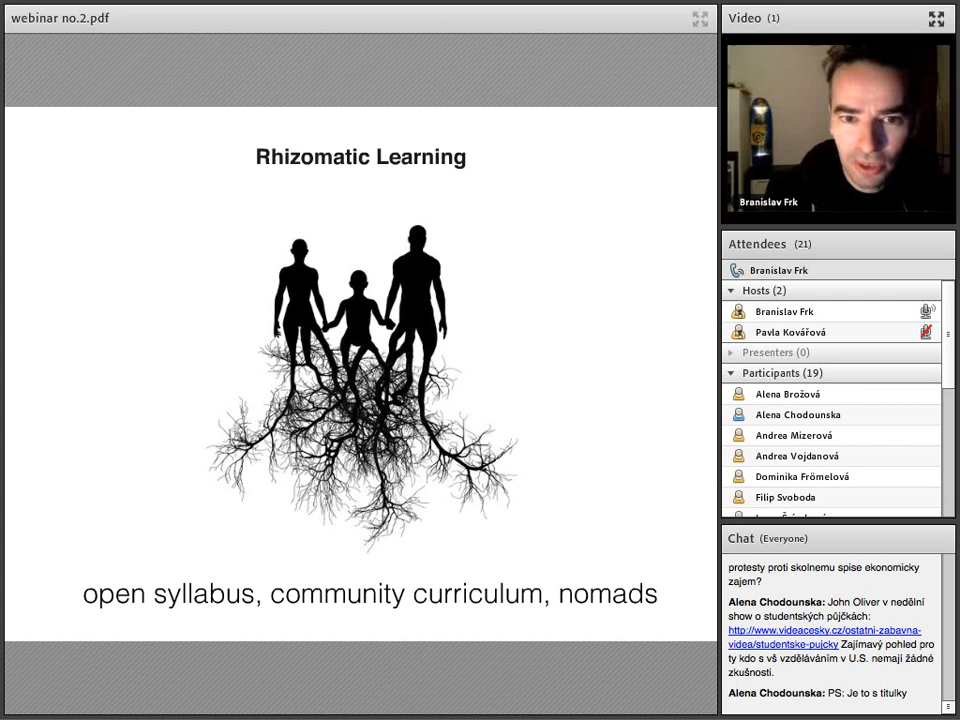 webinar no.2.pdf
Rhizomatic Learning
open syllabus, community curriculum, nomads
Video (1)
Branislav Frk
Attendees (21)
Branislav Frk
Hosts (2)
Branislav Frk
Pavla Kovářová
Presenters (0)
Participants (19)
Alena Brožová
Alena Chodounska
Andrea Mizerová
Andrea Vojdanová
Dominika Frömelová
Filip Svoboda
Chat (Everyone)
protesty proti skolnemu spise ekonomicky
zajem?
Alena Chodounska: John Oliver v nedělní
show o studentských půjčkách:
http://www.videacesky.cz/ostatni-zabavna-
videa/studentske-pujcky Zajímavý pohled pro
ty kdo s vš vzděláváním v U.S. nemají žádné
zkušnosti.
Alena Chodounska: PS: Je to s titulky